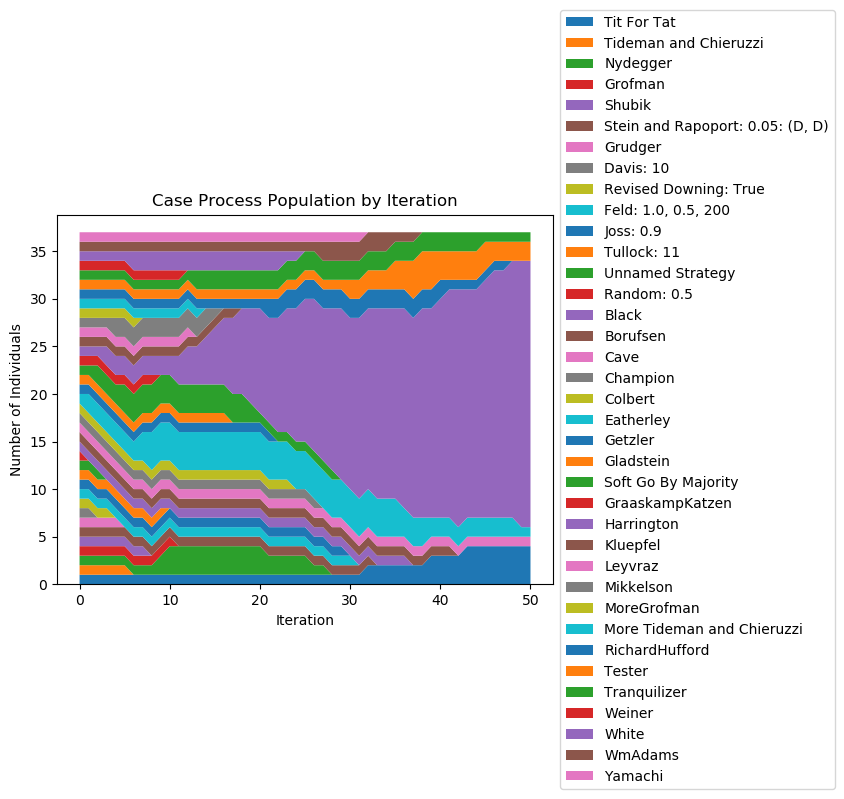 Case Process Population by Iteration
Number of Individuals
35
30
25
20
15
10
5
0
0 10 20 30 40 50
Iteration
Tit For Tat
Tideman and Chieruzzi
Nydegger
Grofman
Shubik
Stein and Rapoport: 0.05: (D, D)
Grudger
Davis: 10
Revised Downing: True
Feld: 1.0, 0.5, 200
Joss: 0.9
Tullock: 11
Unnamed Strategy
Random: 0.5
Black
Borufsen
Cave
Champion
Colbert
Eatherley
Getzler
Gladstein
Soft Go By Majority
GraaskampKatzen
Harrington
Kluepfel
Leyvraz
Mikkelson
MoreGrofman
More Tideman and Chieruzzi
RichardHufford
Tester
Tranquilizer
Weiner
White
WmAdams
Yamachi